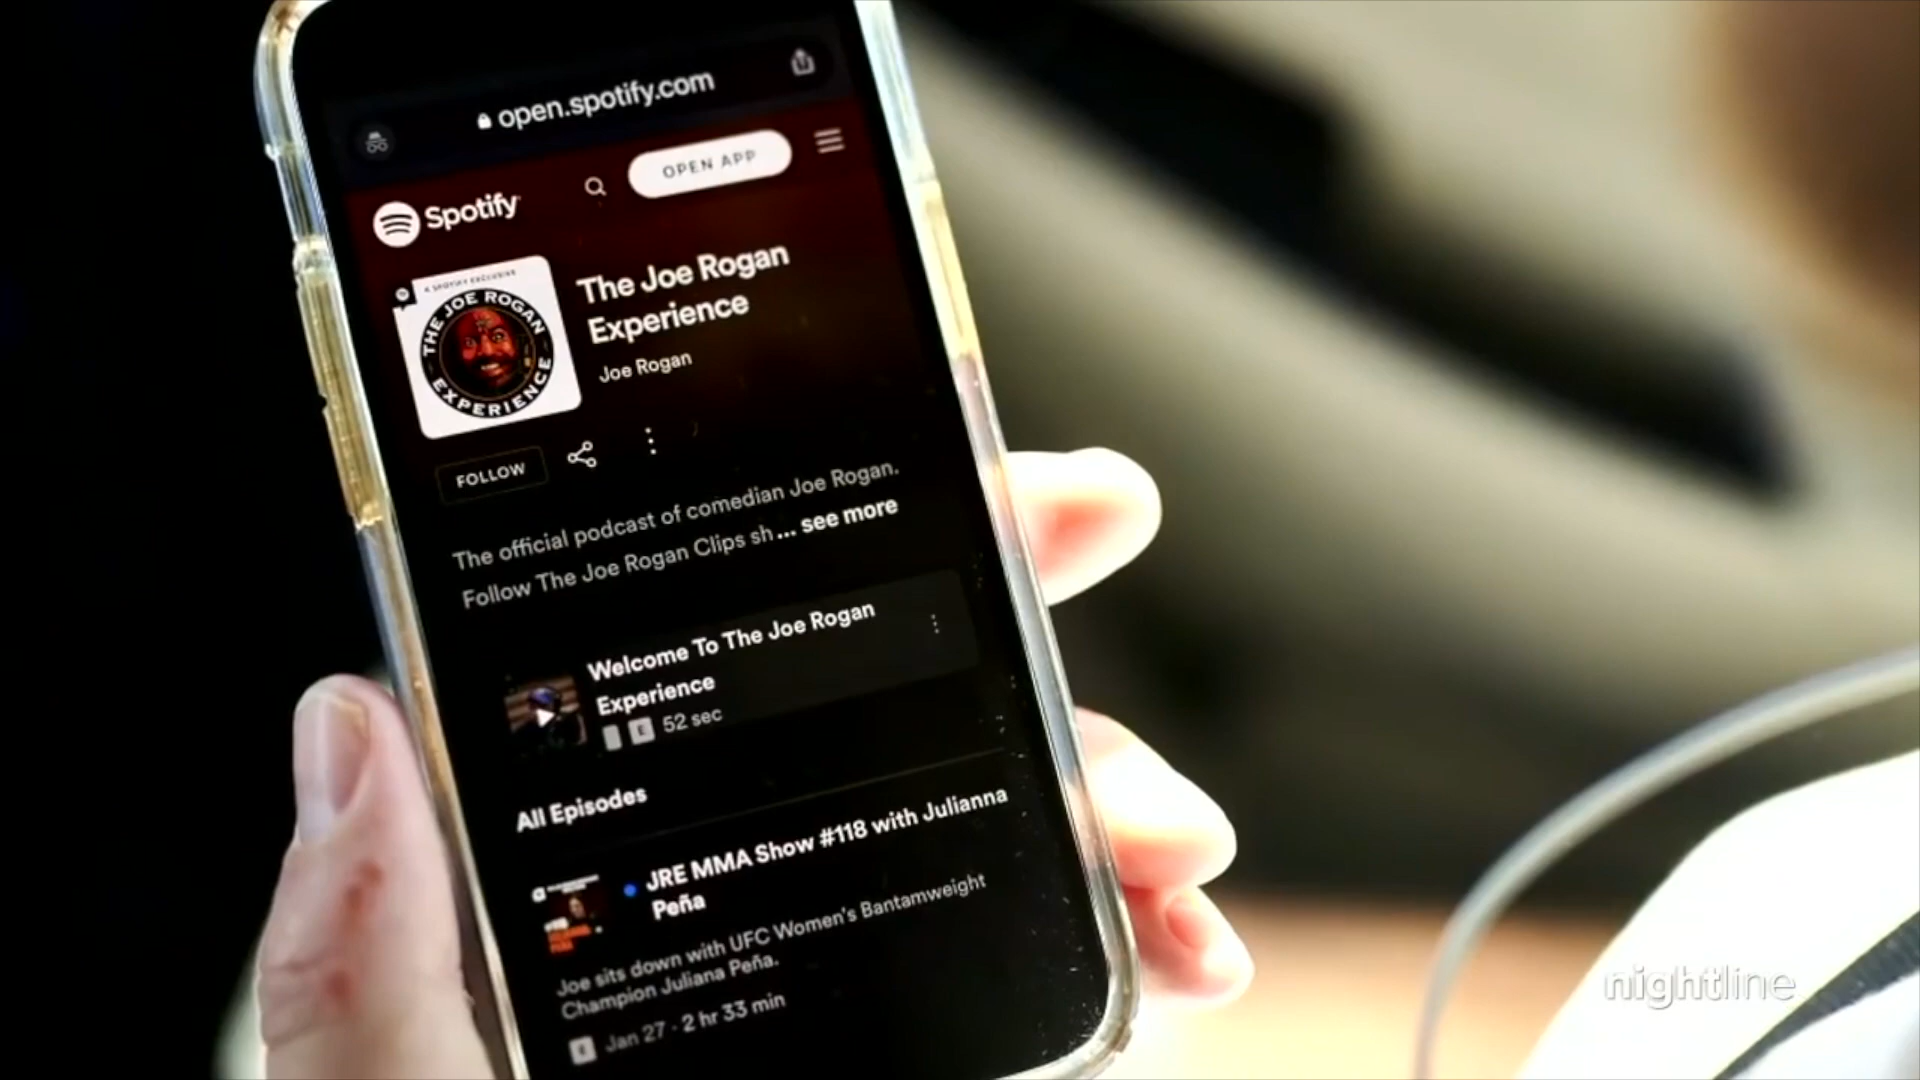 open.spotify.com
Spotify
OPEN APP
A SPOTIFY EXCLUSIVE
THE JOE ROGAN
EXPERIENCE
The Joe Rogan
Experience
Joe Rogan
FOLLOW
The official podcast of comedian Joe Rogan.
Follow The Joe Rogan Clips sh... see more
Welcome To The Joe Rogan
Experience
E 52 sec
All Episodes
JRE MMA Show #118 with Julianna
Peña
Joe sits down with UFC Women's Bantamweight
Champion Juliana Peña.
E Jan 27 · 2 hr 33 min
nightline